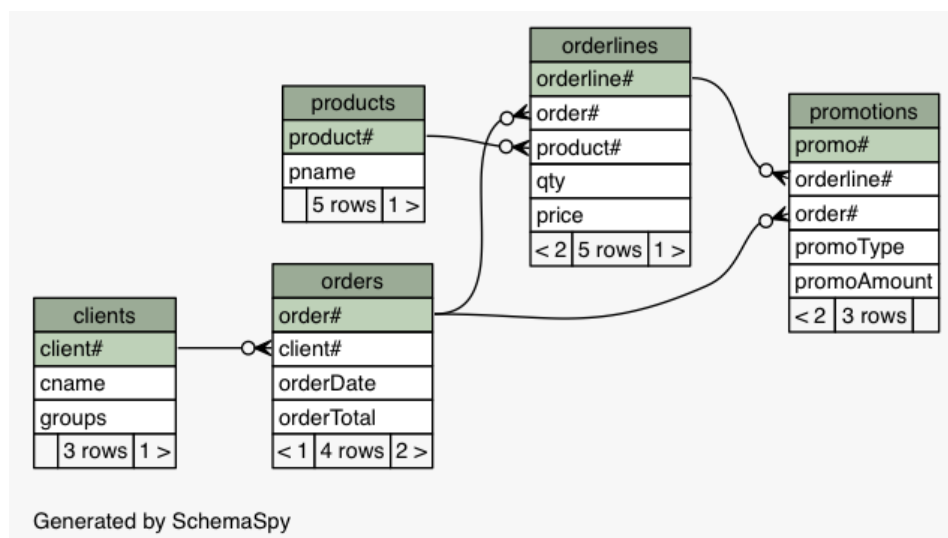 orderlines
orderline#
order#
product#
qty
price
< 2 5 rows 1 >
products
product#
pname
5 rows 1 >
promotions
promo#
orderline#
order#
promoType
promoAmount
< 2 3 rows
orders
order#
client#
orderDate
orderTotal
< 1 4 rows 2 >
clients
client#
cname
groups
3 rows 1 >
Generated by SchemaSpy